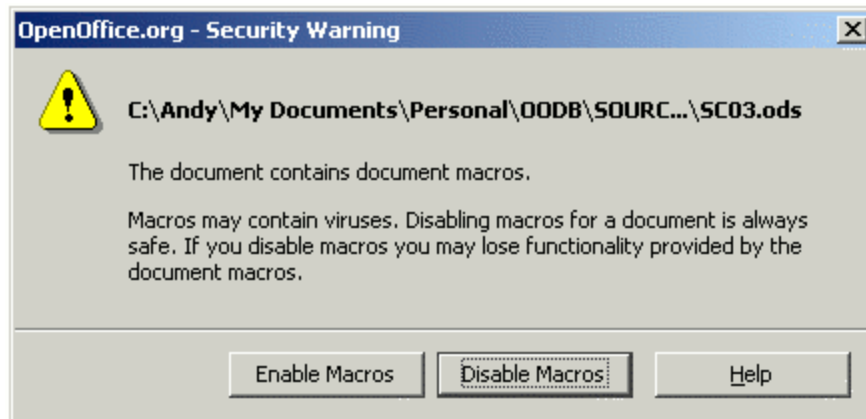 OpenOffice.org - Security Warning
C:\Andy\My Documents\Personal\OODB\SOURC...\SC03.ods
The document contains document macros.
Macros may contain viruses. Disabling macros for a document is always
safe. If you disable macros you may lose functionality provided by the
document macros.
Enable Macros Disable Macros Help